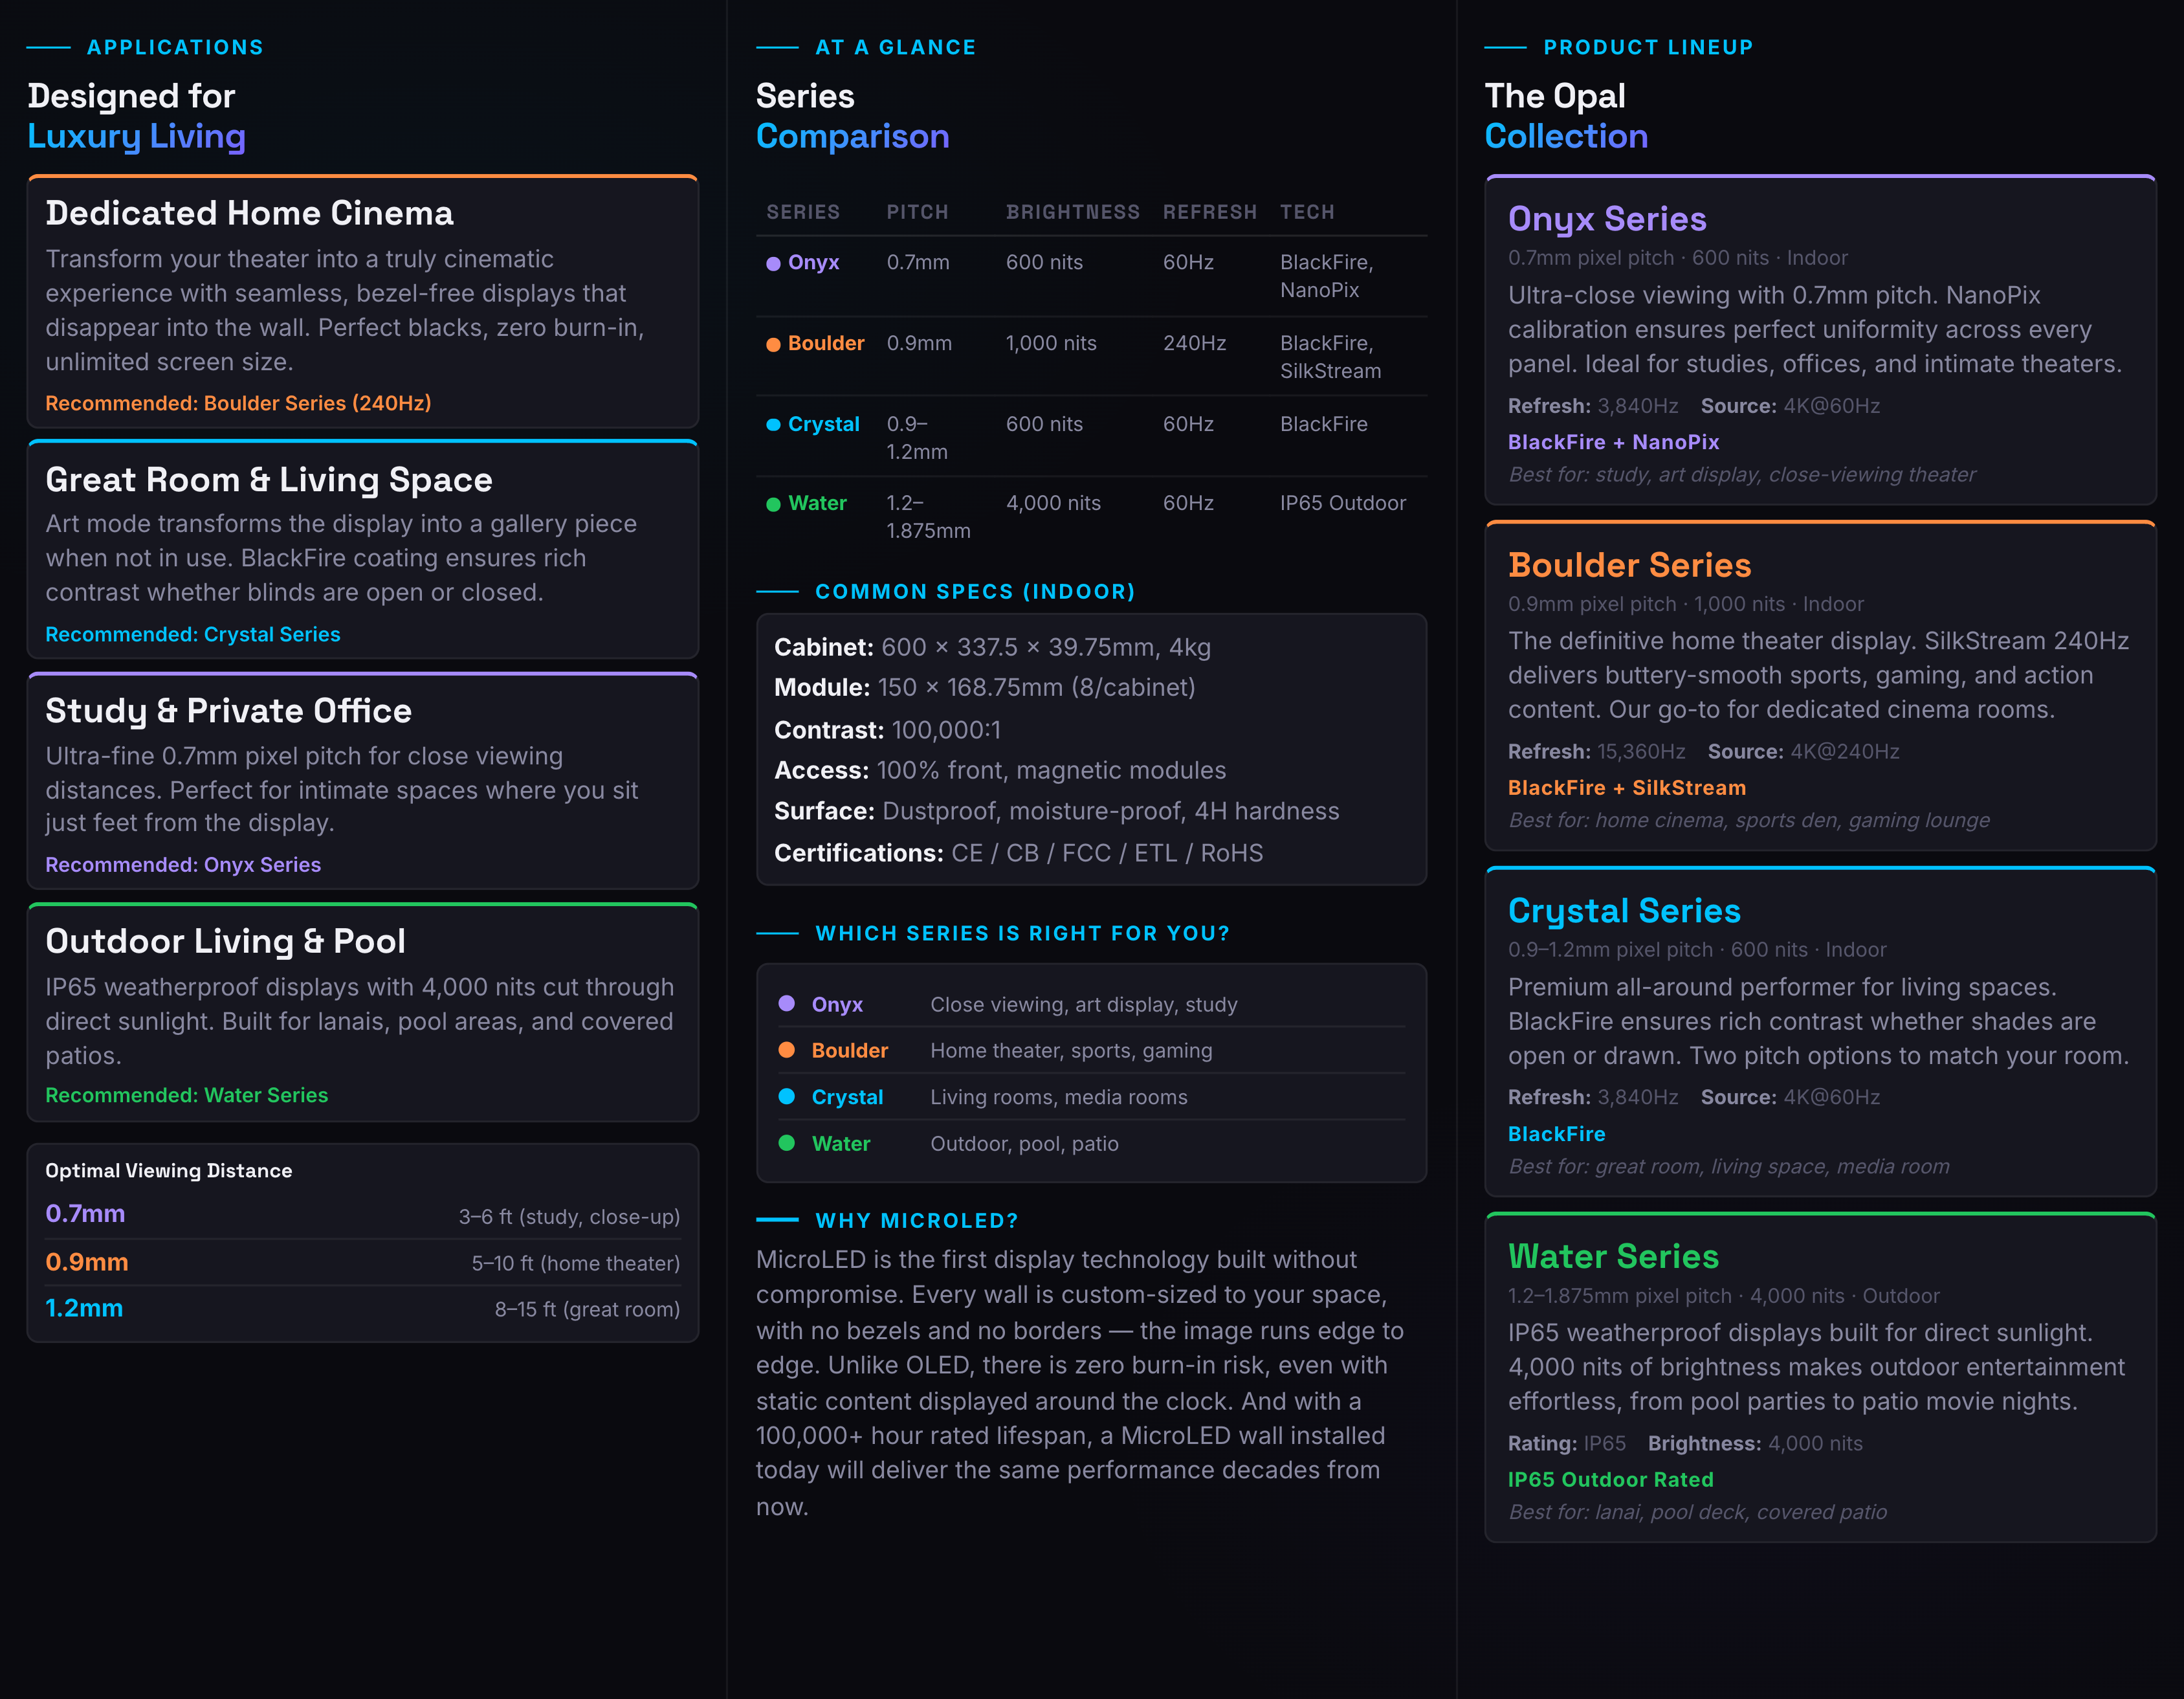 APPLICATIONS
Designed for
Luxury Living
Dedicated Home Cinema
Transform your theater into a truly cinematic
experience with seamless, bezel-free displays that
disappear into the wall. Perfect blacks, zero burn-in,
unlimited screen size.
Recommended: Boulder Series (240Hz)
Great Room & Living Space
Art mode transforms the display into a gallery piece
when not in use. BlackFire coating ensures rich
contrast whether blinds are open or closed.
Recommended: Crystal Series
Study & Private Office
Ultra-fine 0.7mm pixel pitch for close viewing
distances. Perfect for intimate spaces where you sit
just feet from the display.
Recommended: Onyx Series
Outdoor Living & Pool
IP65 weatherproof displays with 4,000 nits cut through
direct sunlight. Built for lanais, pool areas, and covered
patios.
Recommended: Water Series
Optimal Viewing Distance
0.7mm 3–6 ft (study, close-up)
0.9mm 5–10 ft (home theater)
1.2mm 8–15 ft (great room)
AT A GLANCE
Series
Comparison
SERIES PITCH BRIGHTNESS REFRESH TECH
Onyx 0.7mm 600 nits 60Hz BlackFire,
NanoPix
Boulder 0.9mm 1,000 nits 240Hz BlackFire,
SilkStream
Crystal 0.9– 600 nits 60Hz BlackFire
1.2mm
Water 1.2– 4,000 nits 60Hz IP65 Outdoor
1.875mm
COMMON SPECS (INDOOR)
Cabinet: 600 × 337.5 × 39.75mm, 4kg
Module: 150 × 168.75mm (8/cabinet)
Contrast: 100,000:1
Access: 100% front, magnetic modules
Surface: Dustproof, moisture-proof, 4H hardness
Certifications: CE / CB / FCC / ETL / RoHS
WHICH SERIES IS RIGHT FOR YOU?
Onyx Close viewing, art display, study
Boulder Home theater, sports, gaming
Crystal Living rooms, media rooms
Water Outdoor, pool, patio
WHY MICROLED?
MicroLED is the first display technology built without
compromise. Every wall is custom-sized to your space,
with no bezels and no borders — the image runs edge to
edge. Unlike OLED, there is zero burn-in risk, even with
static content displayed around the clock. And with a
100,000+ hour rated lifespan, a MicroLED wall installed
today will deliver the same performance decades from
now.
PRODUCT LINEUP
The Opal
Collection
Onyx Series
0.7mm pixel pitch · 600 nits · Indoor
Ultra-close viewing with 0.7mm pitch. NanoPix
calibration ensures perfect uniformity across every
panel. Ideal for studies, offices, and intimate theaters.
Refresh: 3,840Hz Source: 4K@60Hz
BlackFire + NanoPix
Best for: study, art display, close-viewing theater
Boulder Series
0.9mm pixel pitch · 1,000 nits · Indoor
The definitive home theater display. SilkStream 240Hz
delivers buttery-smooth sports, gaming, and action
content. Our go-to for dedicated cinema rooms.
Refresh: 15,360Hz Source: 4K@240Hz
BlackFire + SilkStream
Best for: home cinema, sports den, gaming lounge
Crystal Series
0.9–1.2mm pixel pitch · 600 nits · Indoor
Premium all-around performer for living spaces.
BlackFire ensures rich contrast whether shades are
open or drawn. Two pitch options to match your room.
Refresh: 3,840Hz Source: 4K@60Hz
BlackFire
Best for: great room, living space, media room
Water Series
1.2–1.875mm pixel pitch · 4,000 nits · Outdoor
IP65 weatherproof displays built for direct sunlight.
4,000 nits of brightness makes outdoor entertainment
effortless, from pool parties to patio movie nights.
Rating: IP65 Brightness: 4,000 nits
IP65 Outdoor Rated
Best for: lanai, pool deck, covered patio